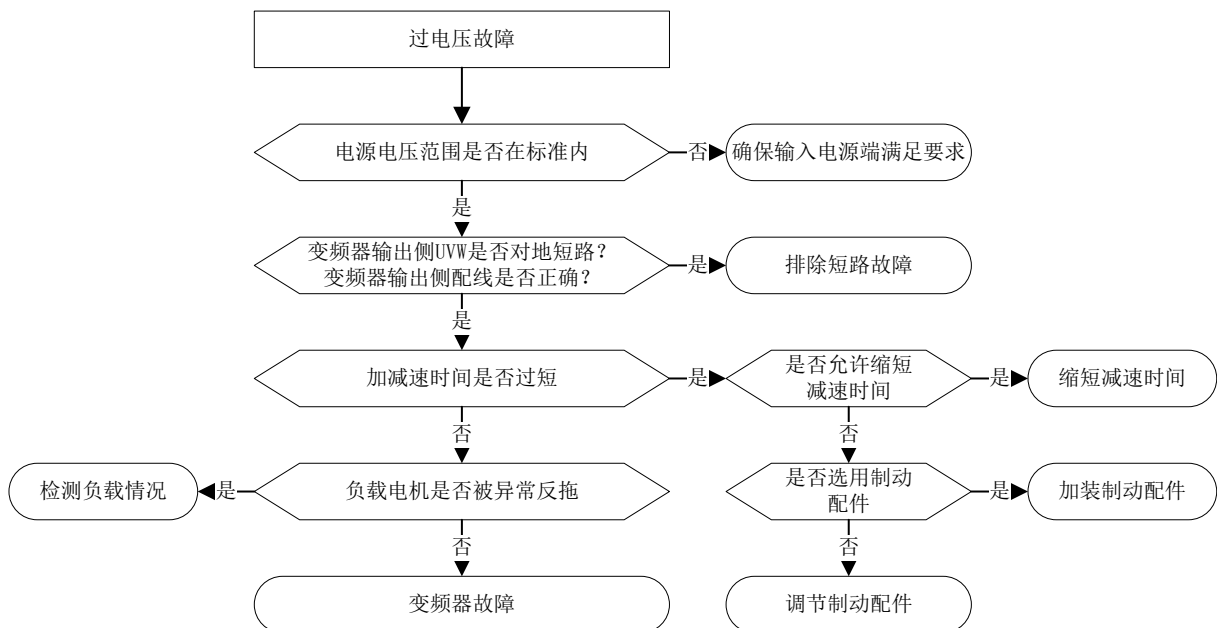 过电压故障
电源电压范围是否在标准内
否
确保输入电源端满足要求
是
变频器输出侧UVW是否对地短路？
变频器输出侧配线是否正确？
是
排除短路故障
是
加减速时间是否过短
是
是否允许缩短
减速时间
是
缩短减速时间
否
否
检测负载情况
是
负载电机是否被异常反拖
是否选用制动
配件
是
加装制动配件
否
否
变频器故障
调节制动配件